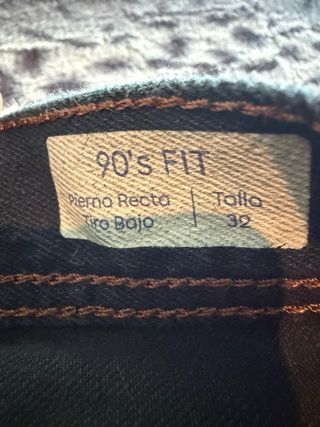 90's FIT
Pierna Recta | Talla
Tiro Bajo 32